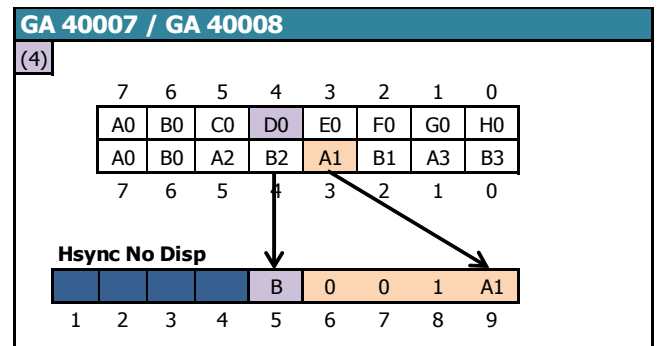 GA 40007 / GA 40008
(4)
7 6 5 4 3 2 1 0
A0 B0 C0 D0 E0 F0 G0 H0
A0 B0 A2 B2 A1 B1 A3 B3
7 6 5 4 3 2 1 0
Hsync No Disp
B 0 0 1 A1
1 2 3 4 5 6 7 8 9